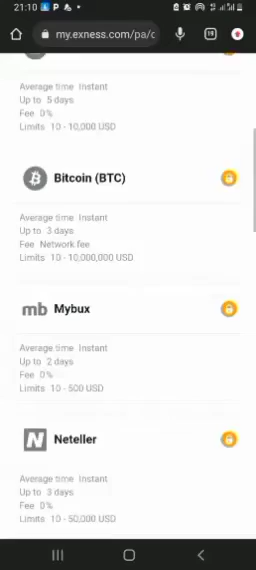 21:10
my.exness.com/pa/c
Average time Instant
Up to 5 days
Fee 0%
Limits 10 - 10,000 USD
Bitcoin (BTC)
Average time Instant
Up to 3 days
Fee Network fee
Limits 10 - 10,000,000 USD
mb Mybux
Average time Instant
Up to 2 days
Fee 0%
Limits 10 - 500 USD
N Neteller
Average time Instant
Up to 3 days
Fee 0%
Limits 10 - 50,000 USD